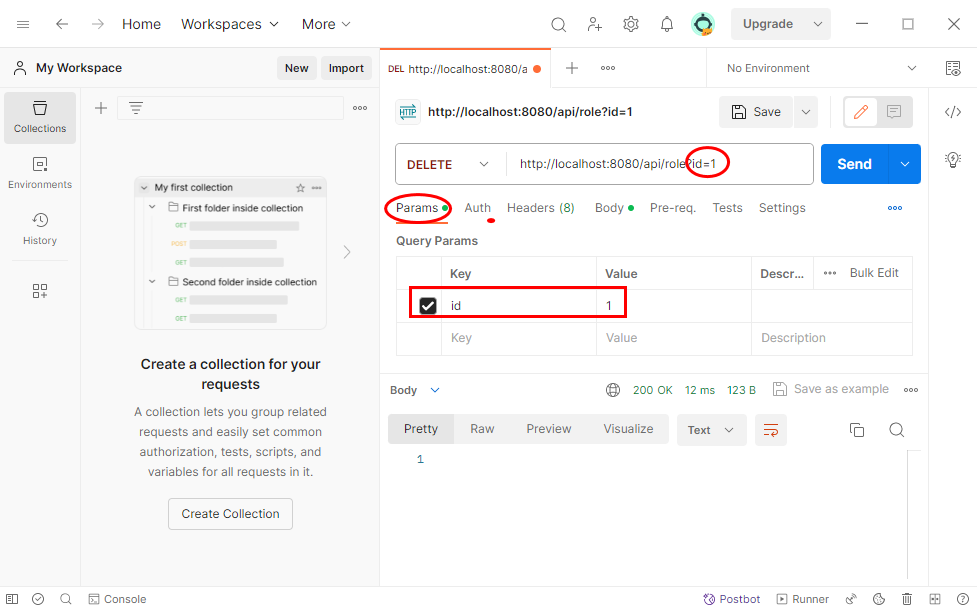 Home Workspaces More Upgrade
My Workspace New Import DEL http://localhost:8080/a No Environment
Collections
Environments
History
My first collection
First folder inside collection
GET
POST
GET
Second folder inside collection
GET
GET
Create a collection for your
requests
A collection lets you group related
requests and easily set common
authorization, tests, scripts, and
variables for all requests in it.
Create Collection
HTTP http://localhost:8080/api/role?id=1 Save
DELETE http://localhost:8080/api/role?id=1 Send
Params Auth Headers (8) Body Pre-req. Tests Settings
Query Params
Key Value Descr... Bulk Edit
id 1
Key Value Description
Body 200 OK 12 ms 123 B Save as example
Pretty Raw Preview Visualize Text
1
Console Postbot Runner